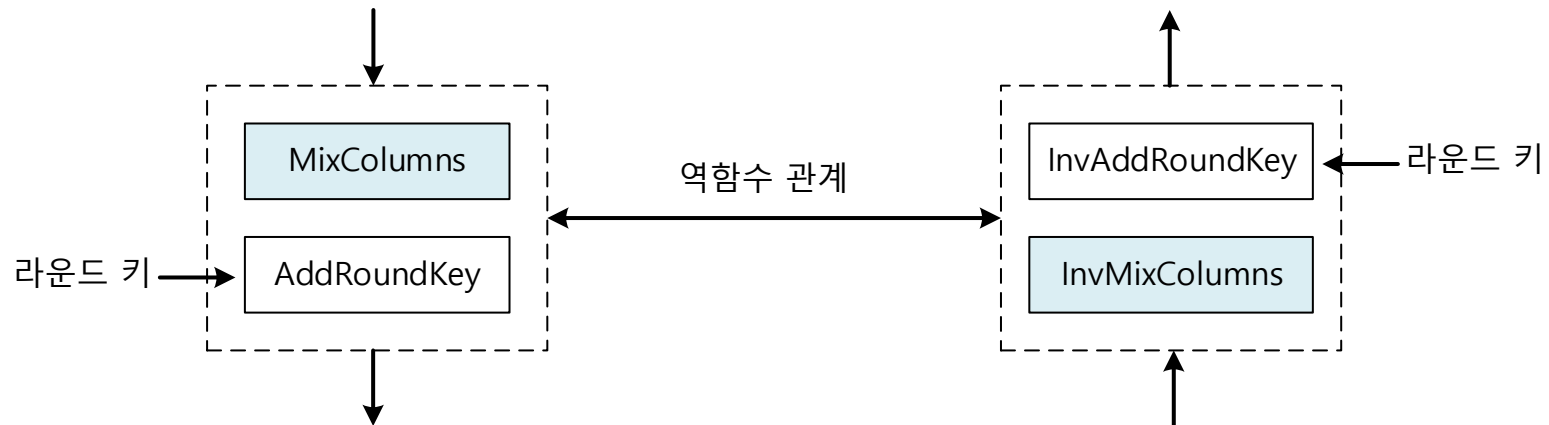 MixColumns
라운드 키
AddRoundKey
역함수 관계
InvAddRoundKey
라운드 키
InvMixColumns